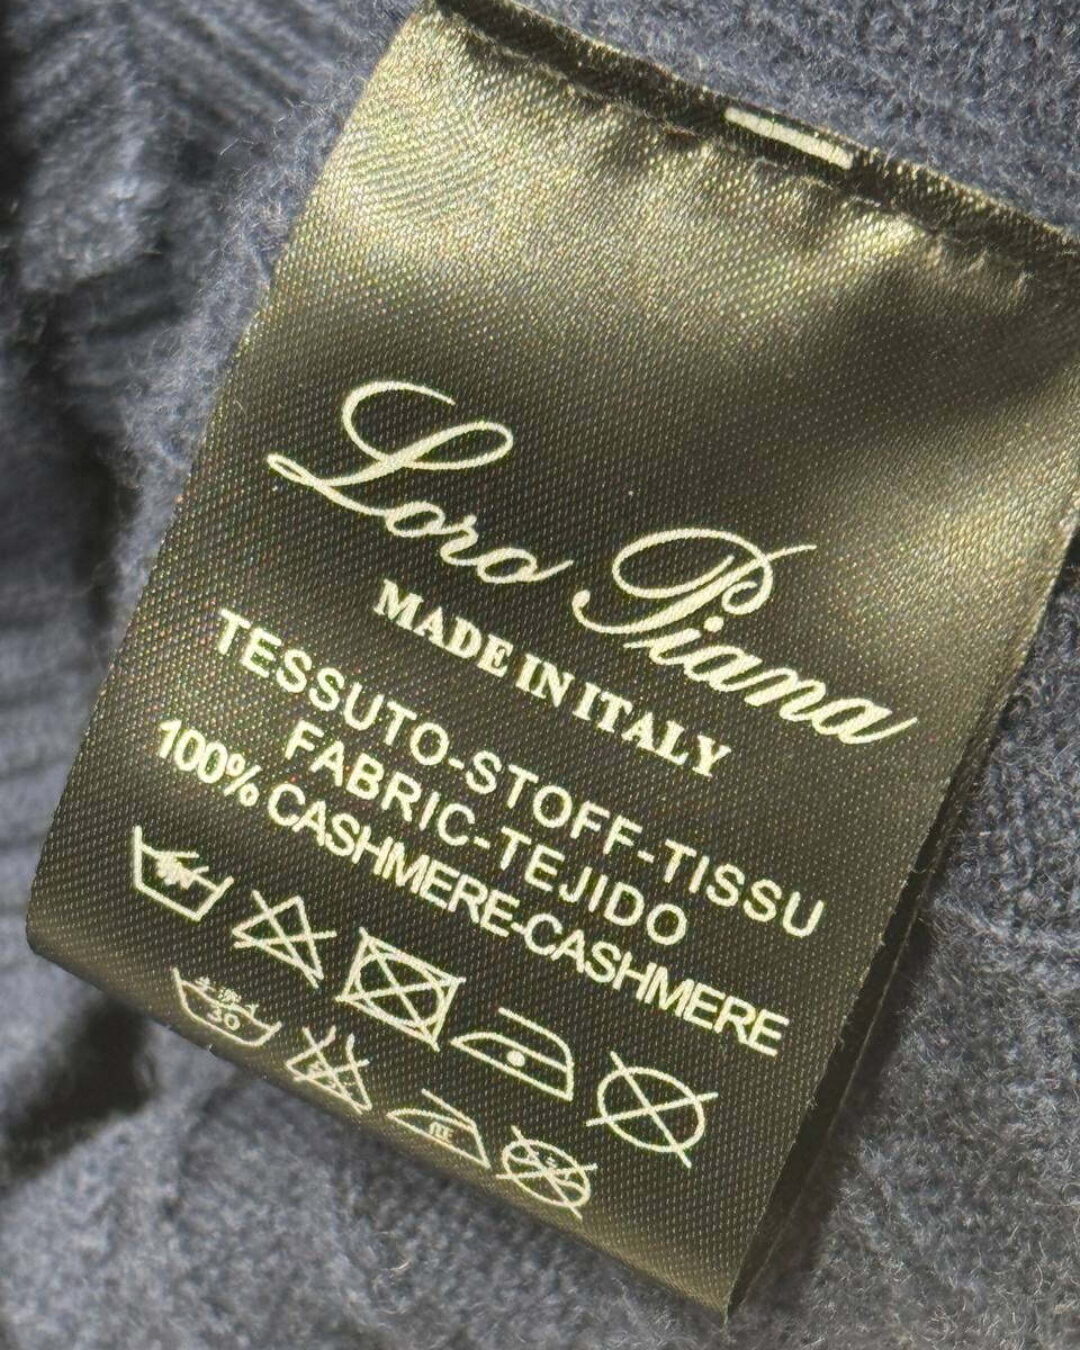 Loro Piana
MADE IN ITALY
TESSUTO-STOFF-TISSU
FABRIC-TEJIDO
100% CASHMERE-CASHMERE
30